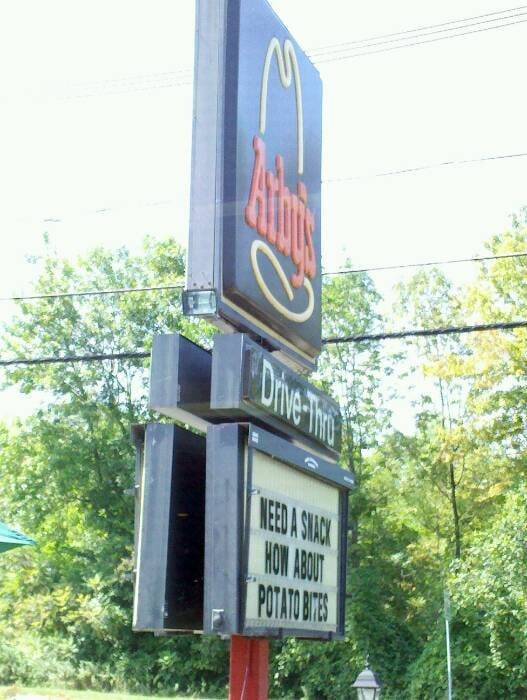 Arby's
Drive-Thru
NEED A SNACK
HOW ABOUT
POTATO BITES